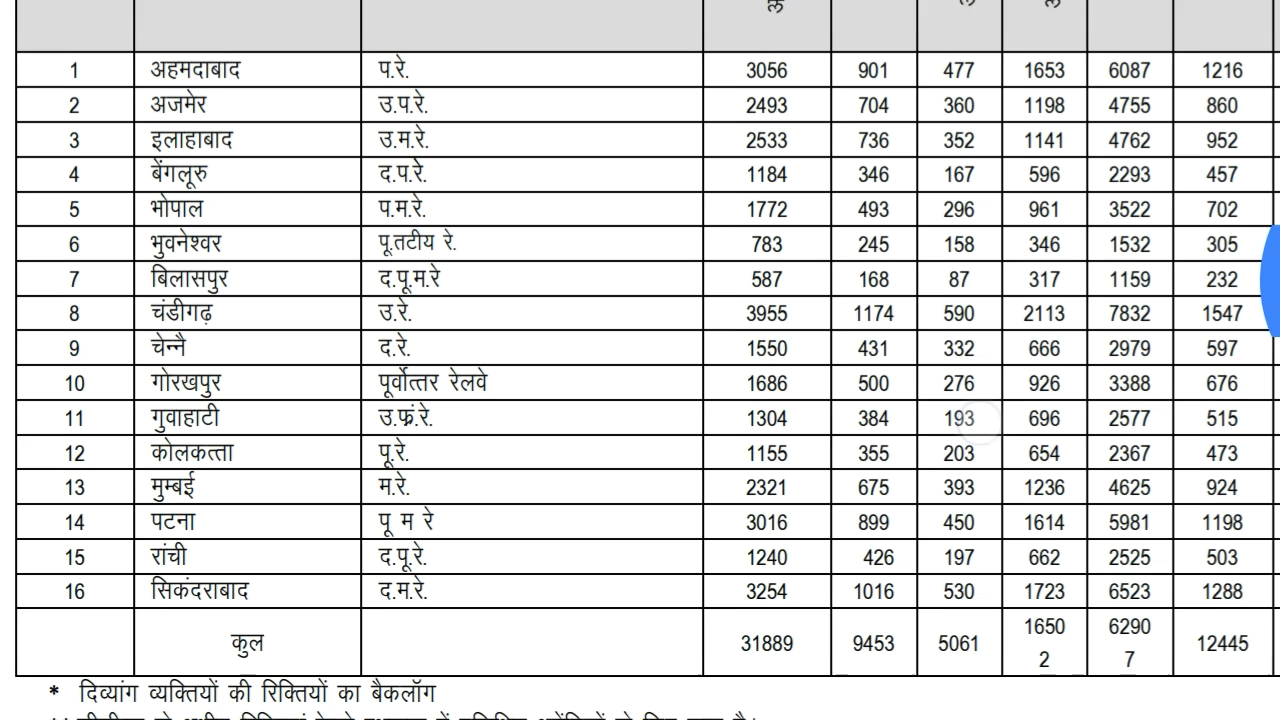 1 अहमदाबाद प.रे. 3056 901 477 1653 6087 1216
2 अजमेर उ.प.रे. 2493 704 360 1198 4755 860
3 इलाहाबाद उ.म.रे. 2533 736 352 1141 4762 952
4 बेंगलूरु द.प.रे. 1184 346 167 596 2293 457
5 भोपाल प.म.रे. 1772 493 296 961 3522 702
6 भुवनेश्वर पू.तटीय रे. 783 245 158 346 1532 305
7 बिलासपुर द.पू.म.रे 587 168 87 317 1159 232
8 चंडीगढ़ उ.रे. 3955 1174 590 2113 7832 1547
9 चेन्नै द.रे. 1550 431 332 666 2979 597
10 गोरखपुर पूर्वोत्तर रेलवे 1686 500 276 926 3388 676
11 गुवाहाटी उ.फ्रं.रे. 1304 384 193 696 2577 515
12 कोलकत्ता पू.रे. 1155 355 203 654 2367 473
13 मुम्बई म.रे. 2321 675 393 1236 4625 924
14 पटना पू म रे 3016 899 450 1614 5981 1198
15 रांची द.पू.रे. 1240 426 197 662 2525 503
16 सिकंदराबाद द.म.रे. 3254 1016 530 1723 6523 1288
कुल 31889 9453 5061 1650 6290 12445
2 7
* दिव्यांग व्यक्तियों की रिक्तियों का बैकलॉग